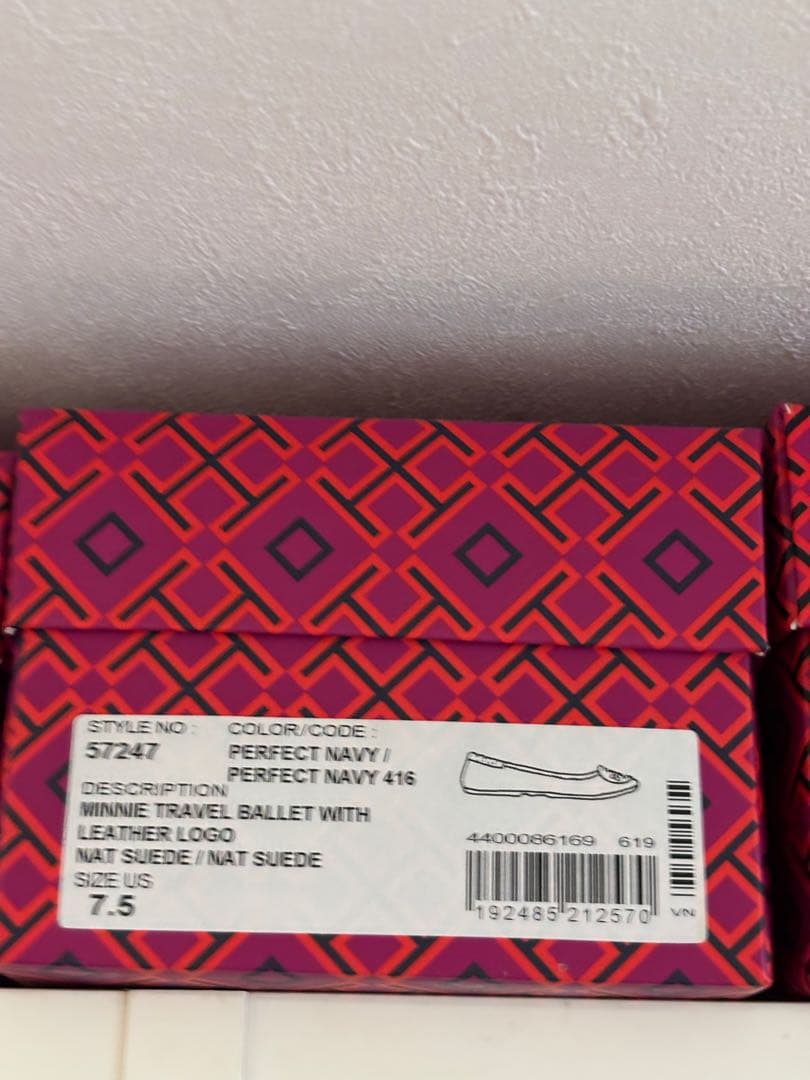 STYLE NO : COLOR/CODE :
57247 PERFECT NAVY /
PERFECT NAVY 416
DESCRIPTION
MINNIE TRAVEL BALLET WITH
LEATHER LOGO
NAT SUEDE / NAT SUEDE
SIZE US
7.5
4400086169 619
192485 212570
VN